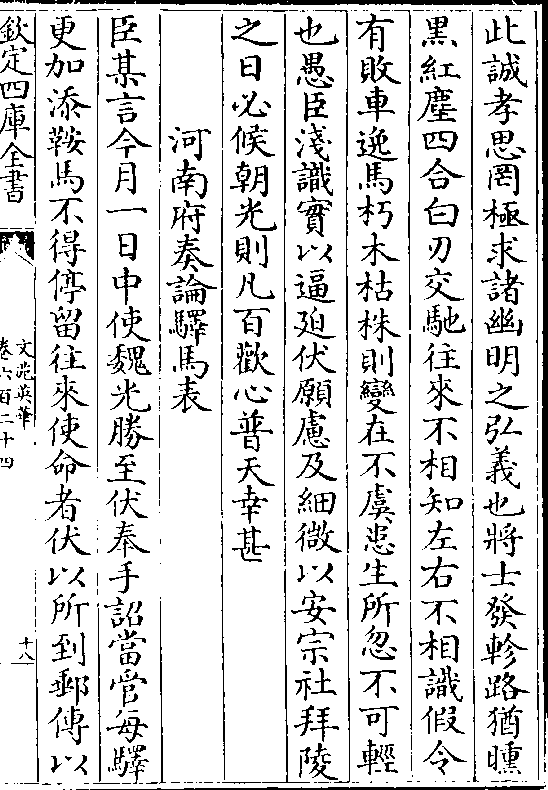 此誠孝思罔極求諸幽明之弘義也將士發軫路猶曛
黒紅塵四合白刃交馳往來不相知左右不相識假令
有敗車逸馬朽木枯株則變在不虞患生所忽不可輕
也愚臣淺識實以逼廹伏願慮及細微以安宗社拜陵
之日必候朝光則凡百歡心普天幸甚
河南府奏論驛馬表
臣某言今月一日中使魏光勝至伏奉手詔當管每驛
更加添鞍馬不得停留往來使命者伏以所到郵傳以
欽定四庫全書
文苑英華
卷六百二十四
十八